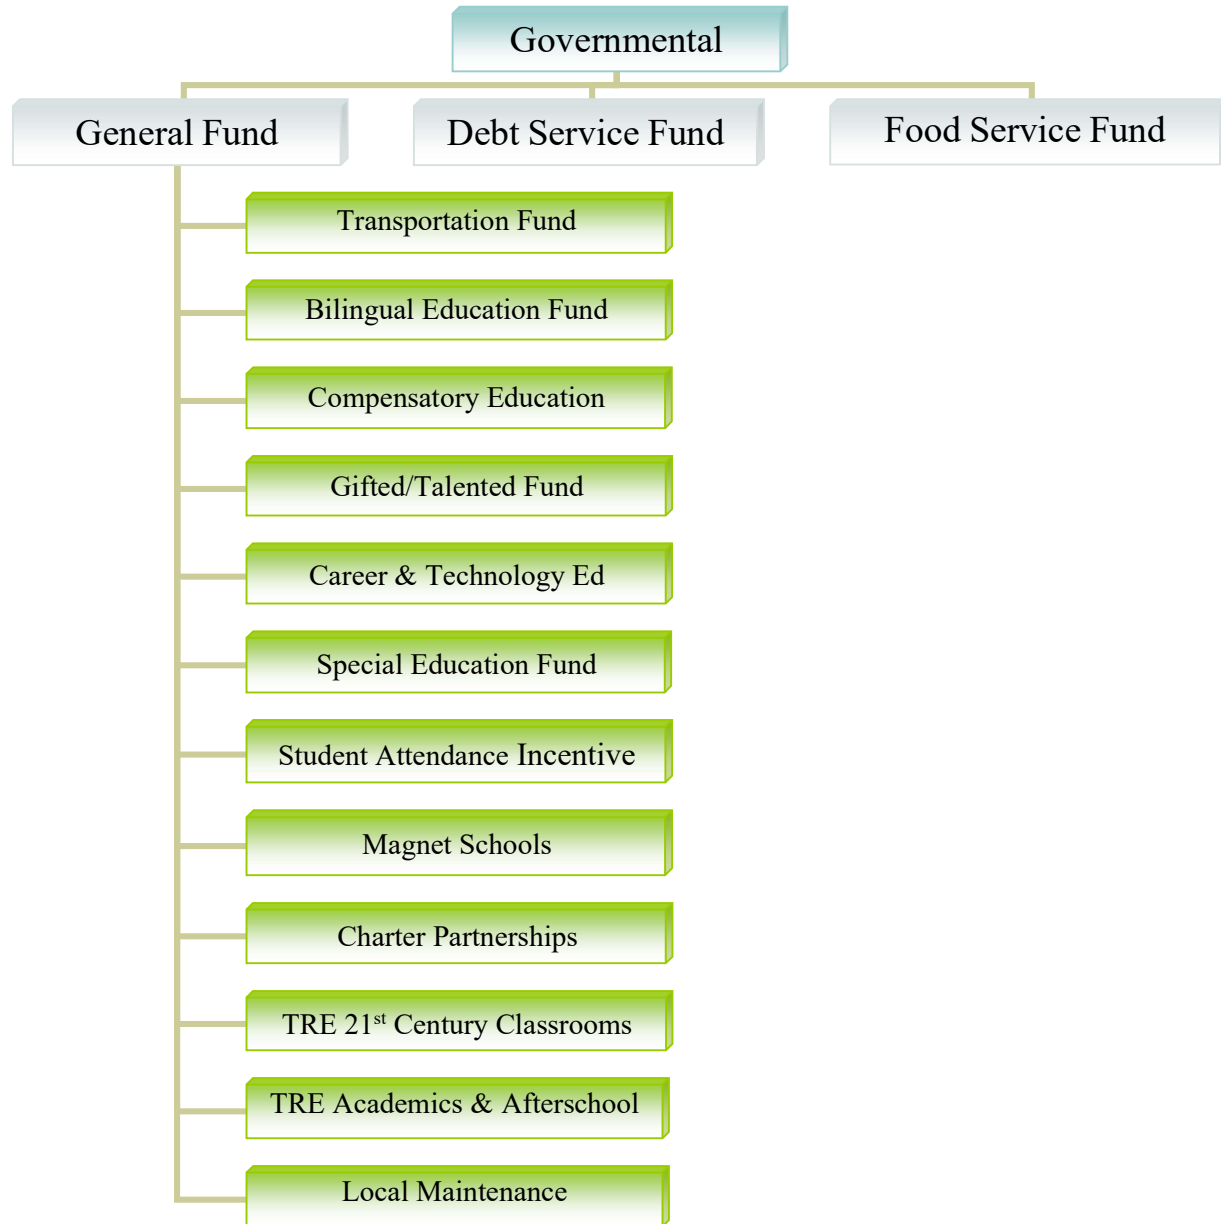 Governmental
General Fund
Debt Service Fund
Food Service Fund
Transportation Fund
Bilingual Education Fund
Compensatory Education
Gifted/Talented Fund
Career & Technology Ed
Special Education Fund
Student Attendance Incentive
Magnet Schools
Charter Partnerships
TRE 21st Century Classrooms
TRE Academics & Afterschool
Local Maintenance